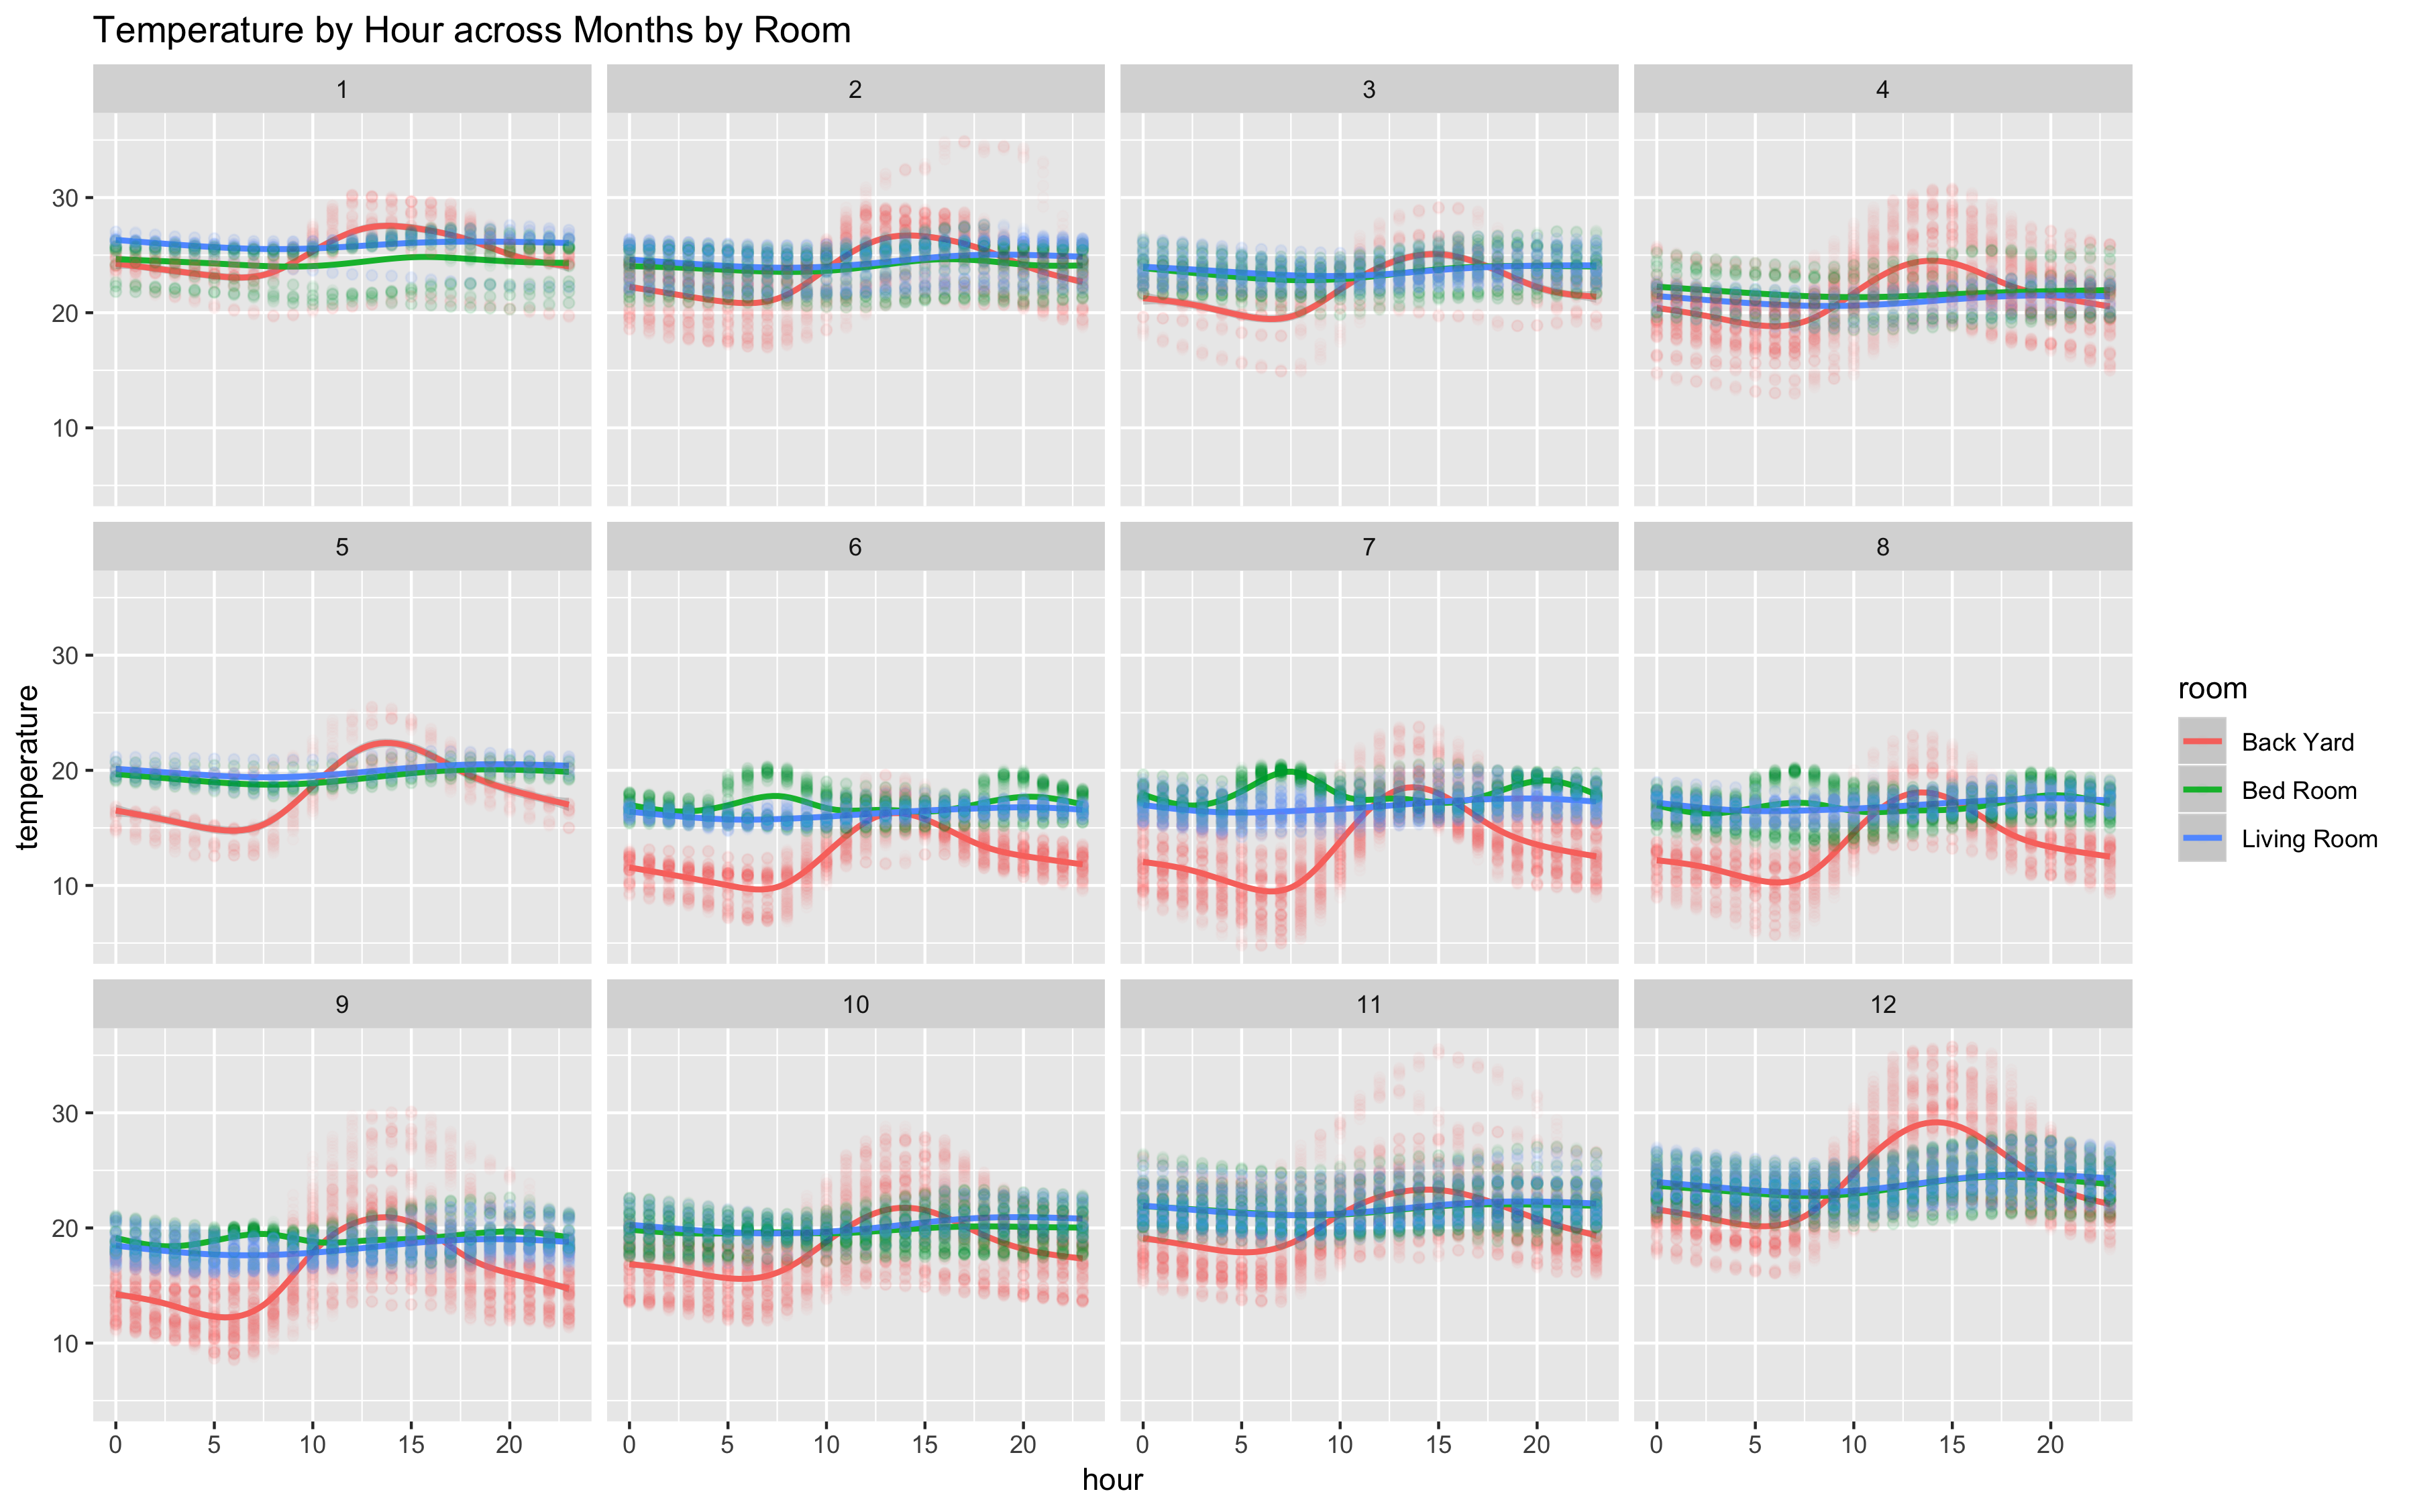 Temperature by Hour across Months by Room
1 2 3 4
30
20
10
5 6 7 8
30
20
10
9 10 11 12
30
20
10
0 5 10 15 20 0 5 10 15 20 0 5 10 15 20 0 5 10 15 20
hour
temperature
room
Back Yard
Bed Room
Living Room